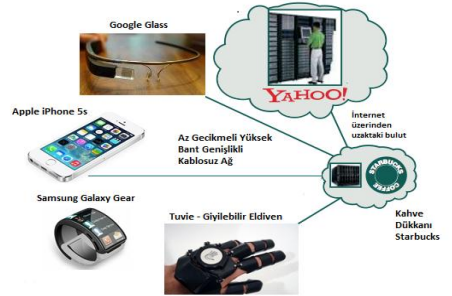 Google Glass
YAHOO!
Apple iPhone 5s
İnternet
üzerinden
uzaktaki bulut
Az Gecikmeli Yüksek
Bant Genişlikli
Kablosuz Ağ
STARBUCKS
COFFEE
Samsung Galaxy Gear
Tuvie - Giyilebilir Eldiven
Kahve
Dükkanı
Starbucks